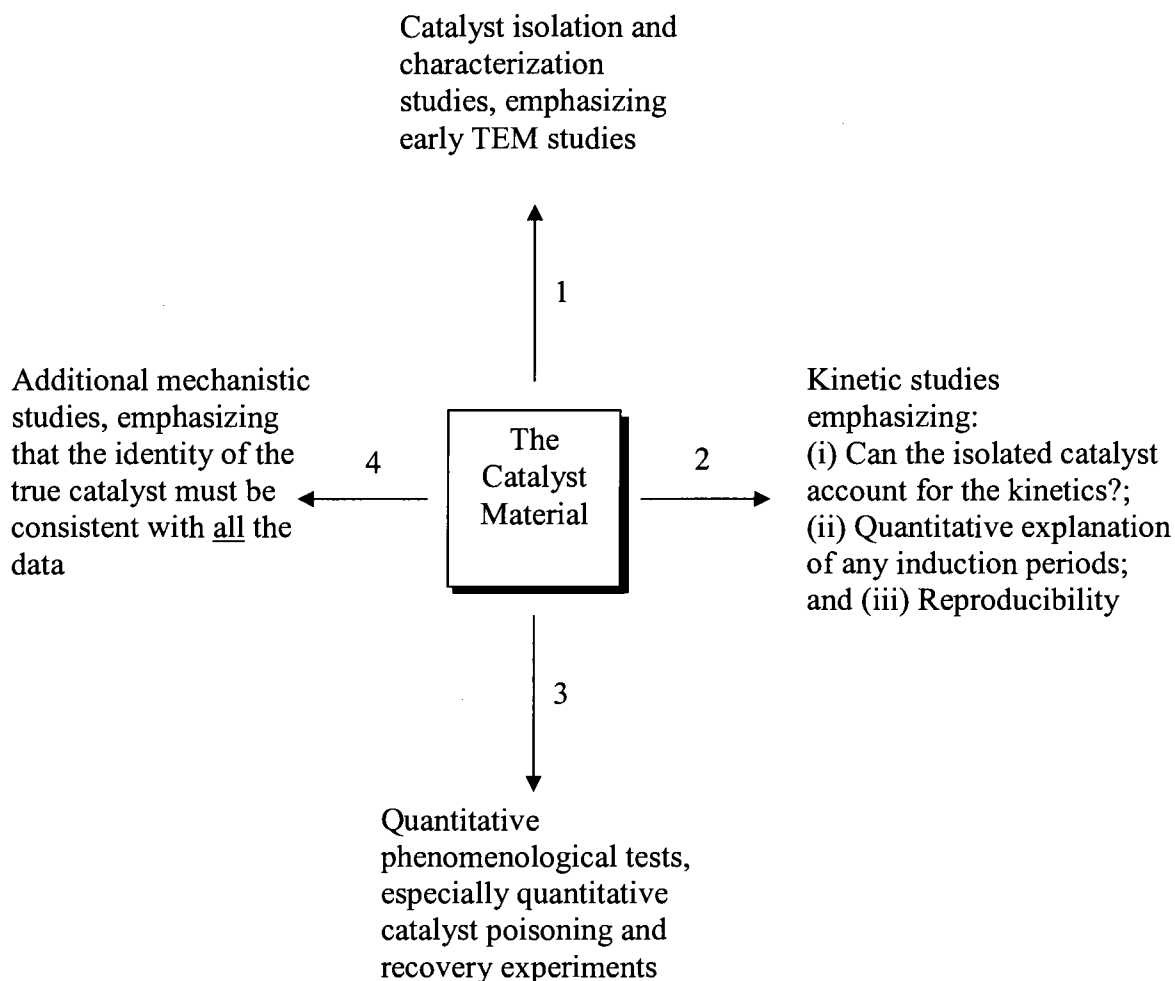 Catalyst isolation and
characterization
studies, emphasizing
early TEM studies
1
Additional mechanistic
studies, emphasizing
that the identity of the
true catalyst must be
consistent with all the
data
4
The
Catalyst
Material
2
Kinetic studies
emphasizing:
(i) Can the isolated catalyst
account for the kinetics?;
(ii) Quantitative explanation
of any induction periods;
and (iii) Reproducibility
3
Quantitative
phenomenological tests,
especially quantitative
catalyst poisoning and
recovery experiments